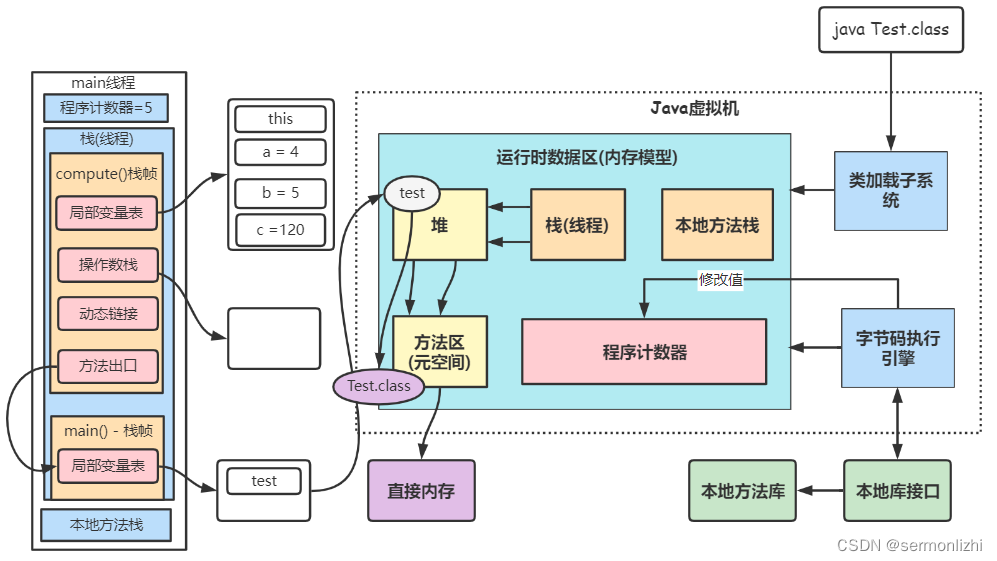 java Test.class
main线程
程序计数器=5
栈(线程)
compute()栈帧
局部变量表
操作数栈
动态链接
方法出口
main() - 栈帧
局部变量表
本地方法栈
this
a = 4
b = 5
c =120
test
Java虚拟机
运行时数据区(内存模型)
test
堆
栈(线程)
本地方法栈
类加载子系
统
修改值
方法区
(元空间)
程序计数器
字节码执行
引擎
Test.class
直接内存
本地方法库
本地库接口
CSDN @sermonlizhi